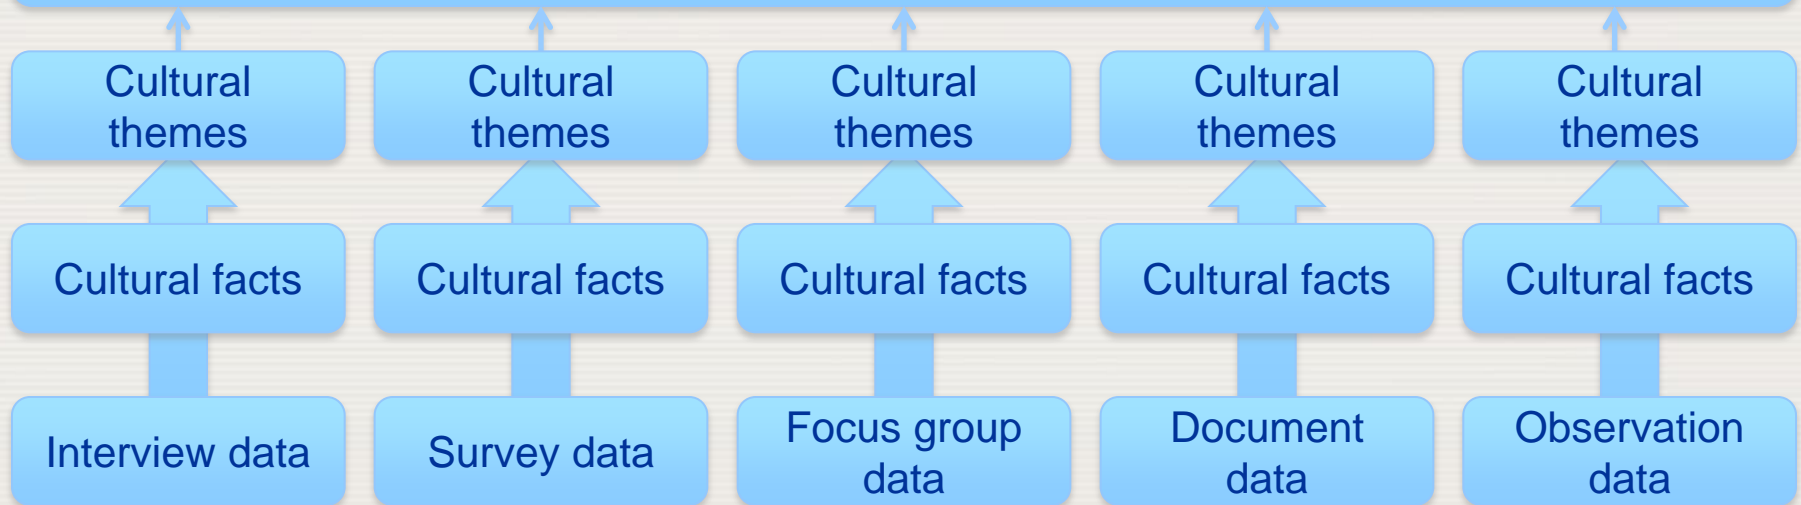 Cultural
themes
Cultural
themes
Cultural
themes
Cultural
themes
Cultural
themes
Cultural facts
Cultural facts
Cultural facts
Cultural facts
Cultural facts
Interview data
Survey data
Focus group
data
Document
data
Observation
data